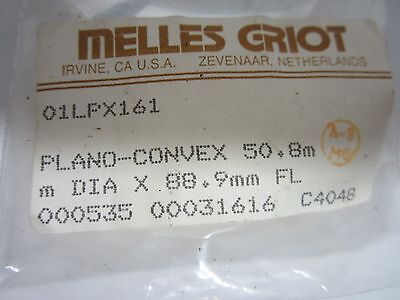 MELLES GRIOT
IRVINE, CA U.S.A. ZEVENAAR, NETHERLANDS
01LPX161
PLANO-CONVEX 50.8m
m DIA X 88.9mm FL
000535 00031616 C4048